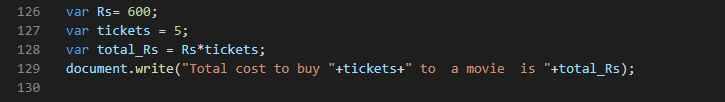 126 var Rs= 600;
127 var tickets = 5;
128 var total_Rs = Rs*tickets;
129 document.write("Total cost to buy "+tickets+" to  a movie  is "+total_Rs);
130